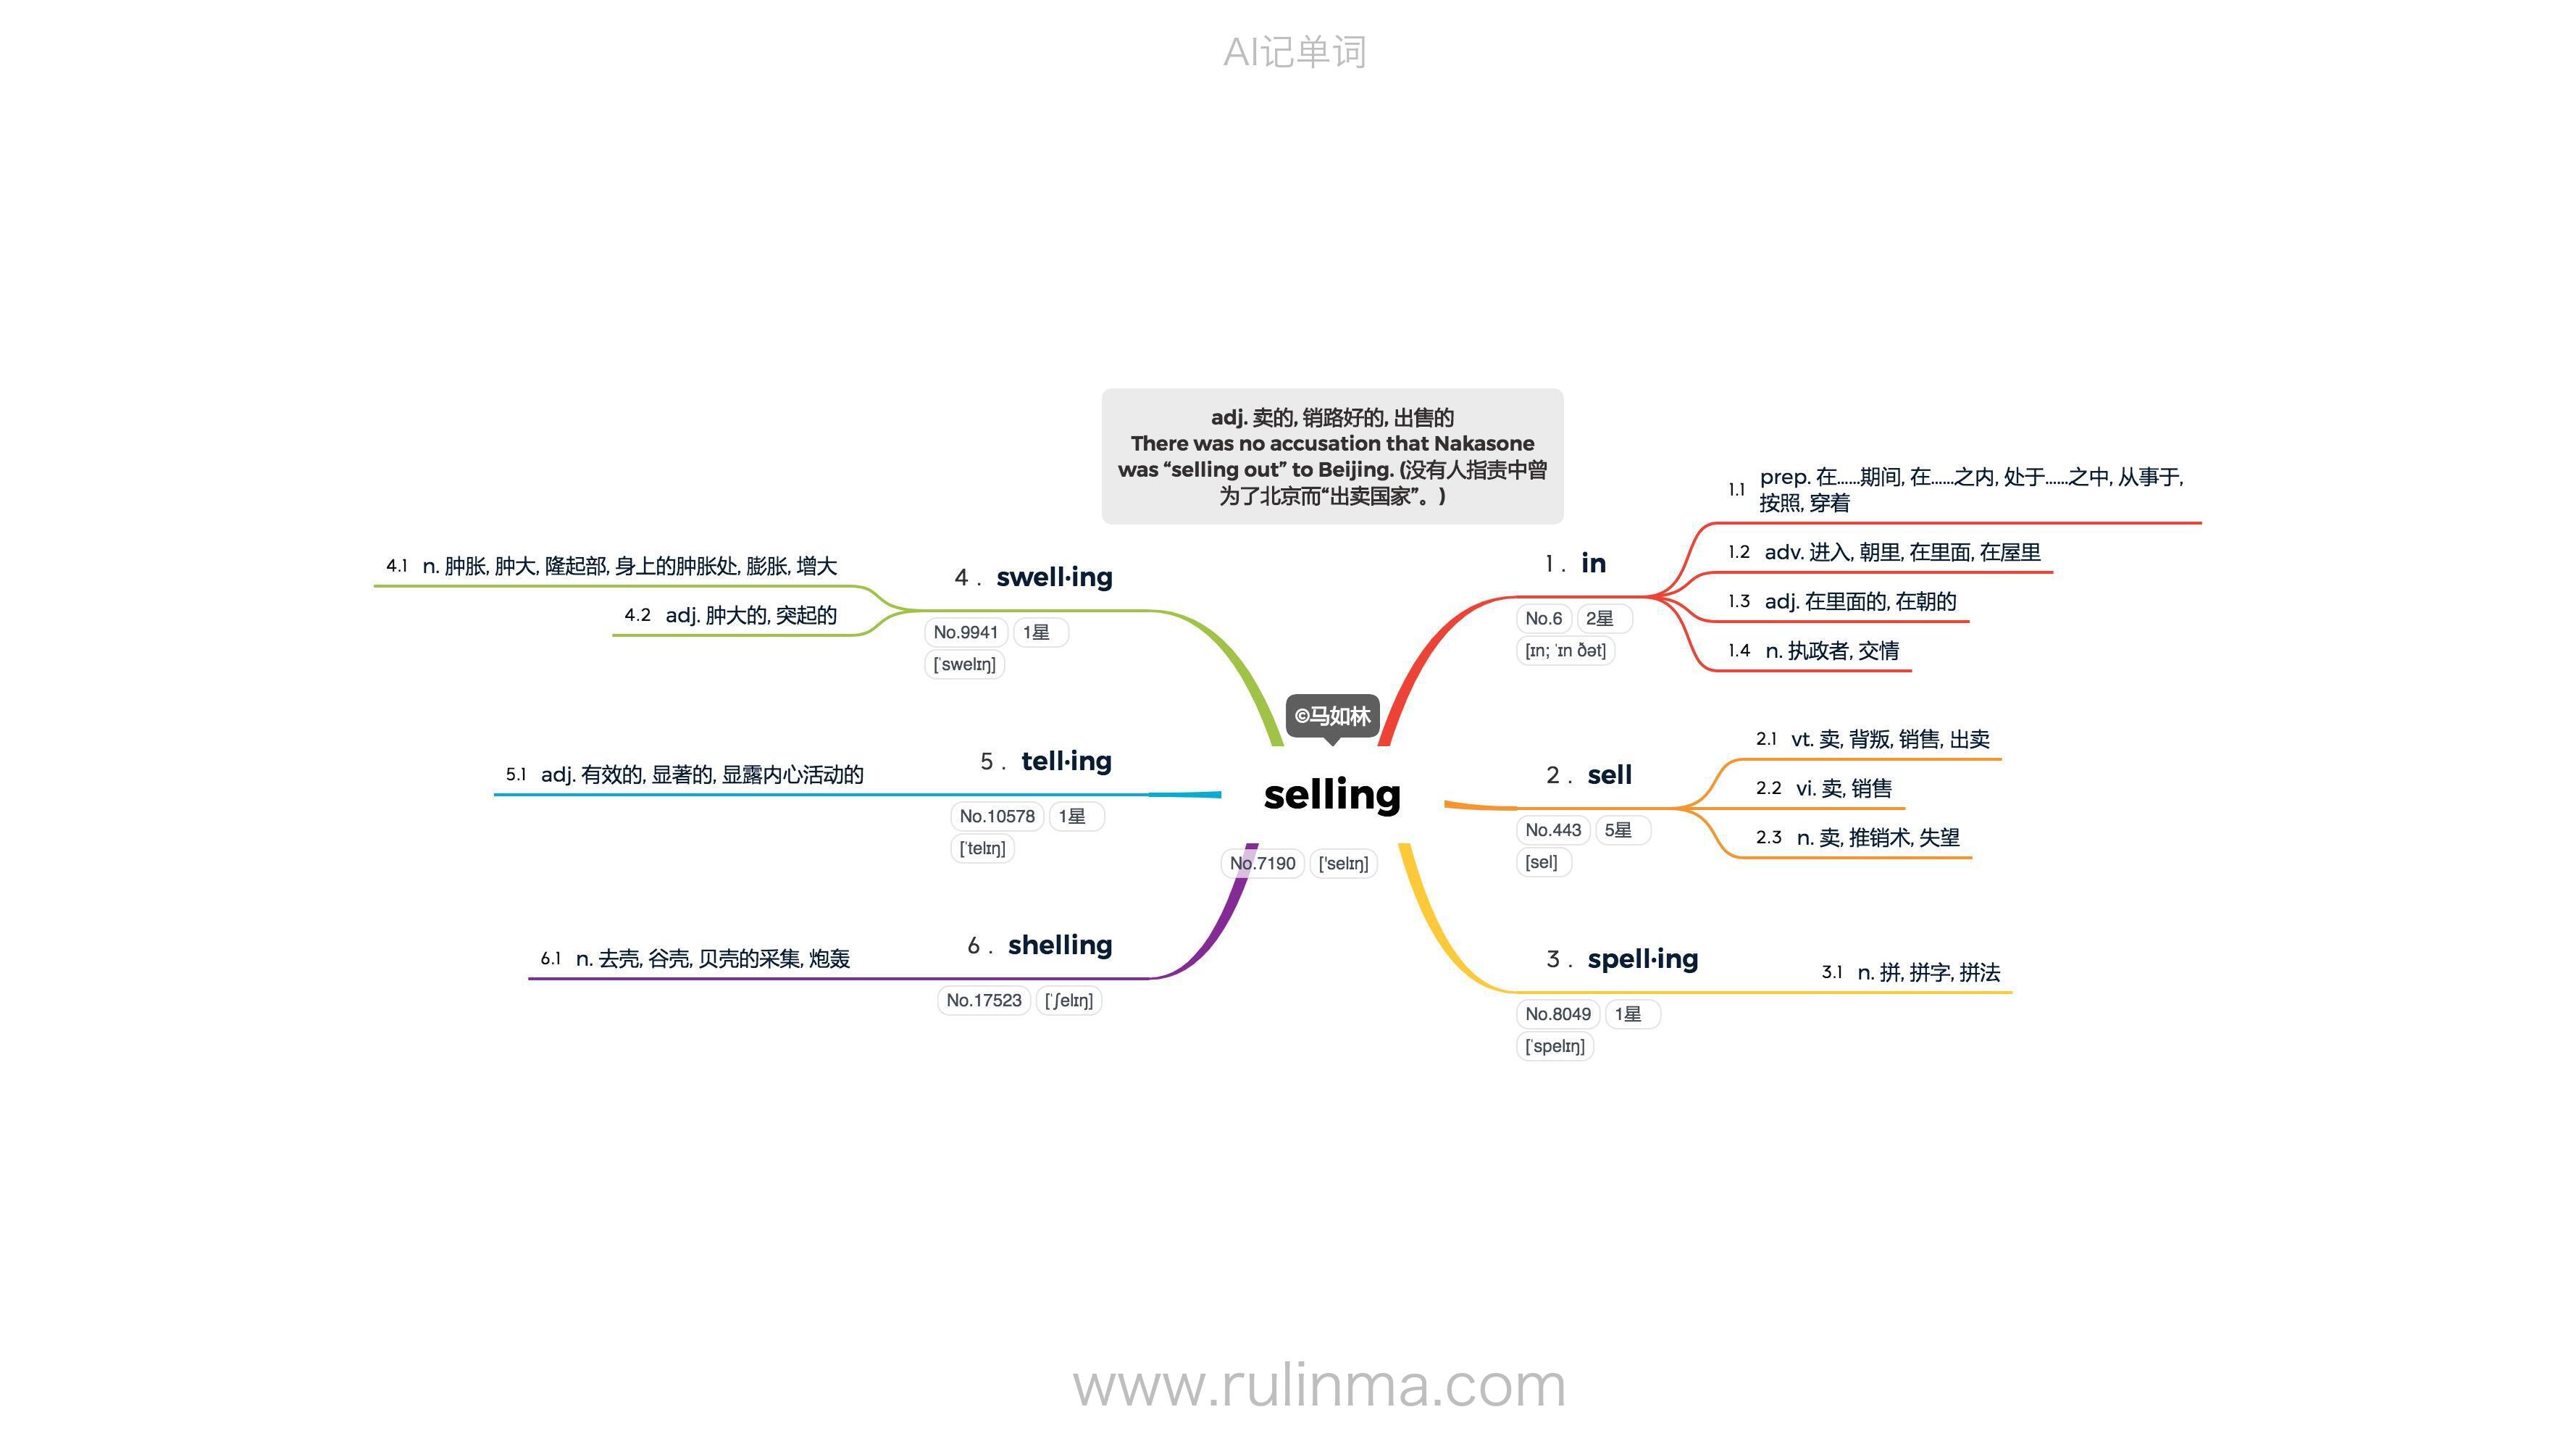 AI记单词
adj. 卖的, 销路好的, 出售的
There was no accusation that Nakasone
was “selling out” to Beijing. (没有人指责中曾
为了北京而“出卖国家”。)
©马如林
selling
No.7190 ['selɪŋ]
1 . in
No.6 2星
[ɪn; ˈɪn ðət]
1.1 prep. 在……期间, 在……之内, 处于……之中, 从事于,
按照, 穿着
1.2 adv. 进入, 朝里, 在里面, 在屋里
1.3 adj. 在里面的, 在朝的
1.4 n. 执政者, 交情
2 . sell
No.443 5星
[sel]
2.1 vt. 卖, 背叛, 销售, 出卖
2.2 vi. 卖, 销售
2.3 n. 卖, 推销术, 失望
3 . spell·ing
No.8049 1星
[ˈspelɪŋ]
3.1 n. 拼, 拼字, 拼法
4 . swell·ing
No.9941 1星
[ˈswelɪŋ]
4.1 n. 肿胀, 肿大, 隆起部, 身上的肿胀处, 膨胀, 增大
4.2 adj. 肿大的, 突起的
5 . tell·ing
No.10578 1星
[ˈtelɪŋ]
5.1 adj. 有效的, 显著的, 显露内心活动的
6 . shelling
No.17523 [ˈʃelɪŋ]
6.1 n. 去壳, 谷壳, 贝壳的采集, 炮轰
www.rulinma.com